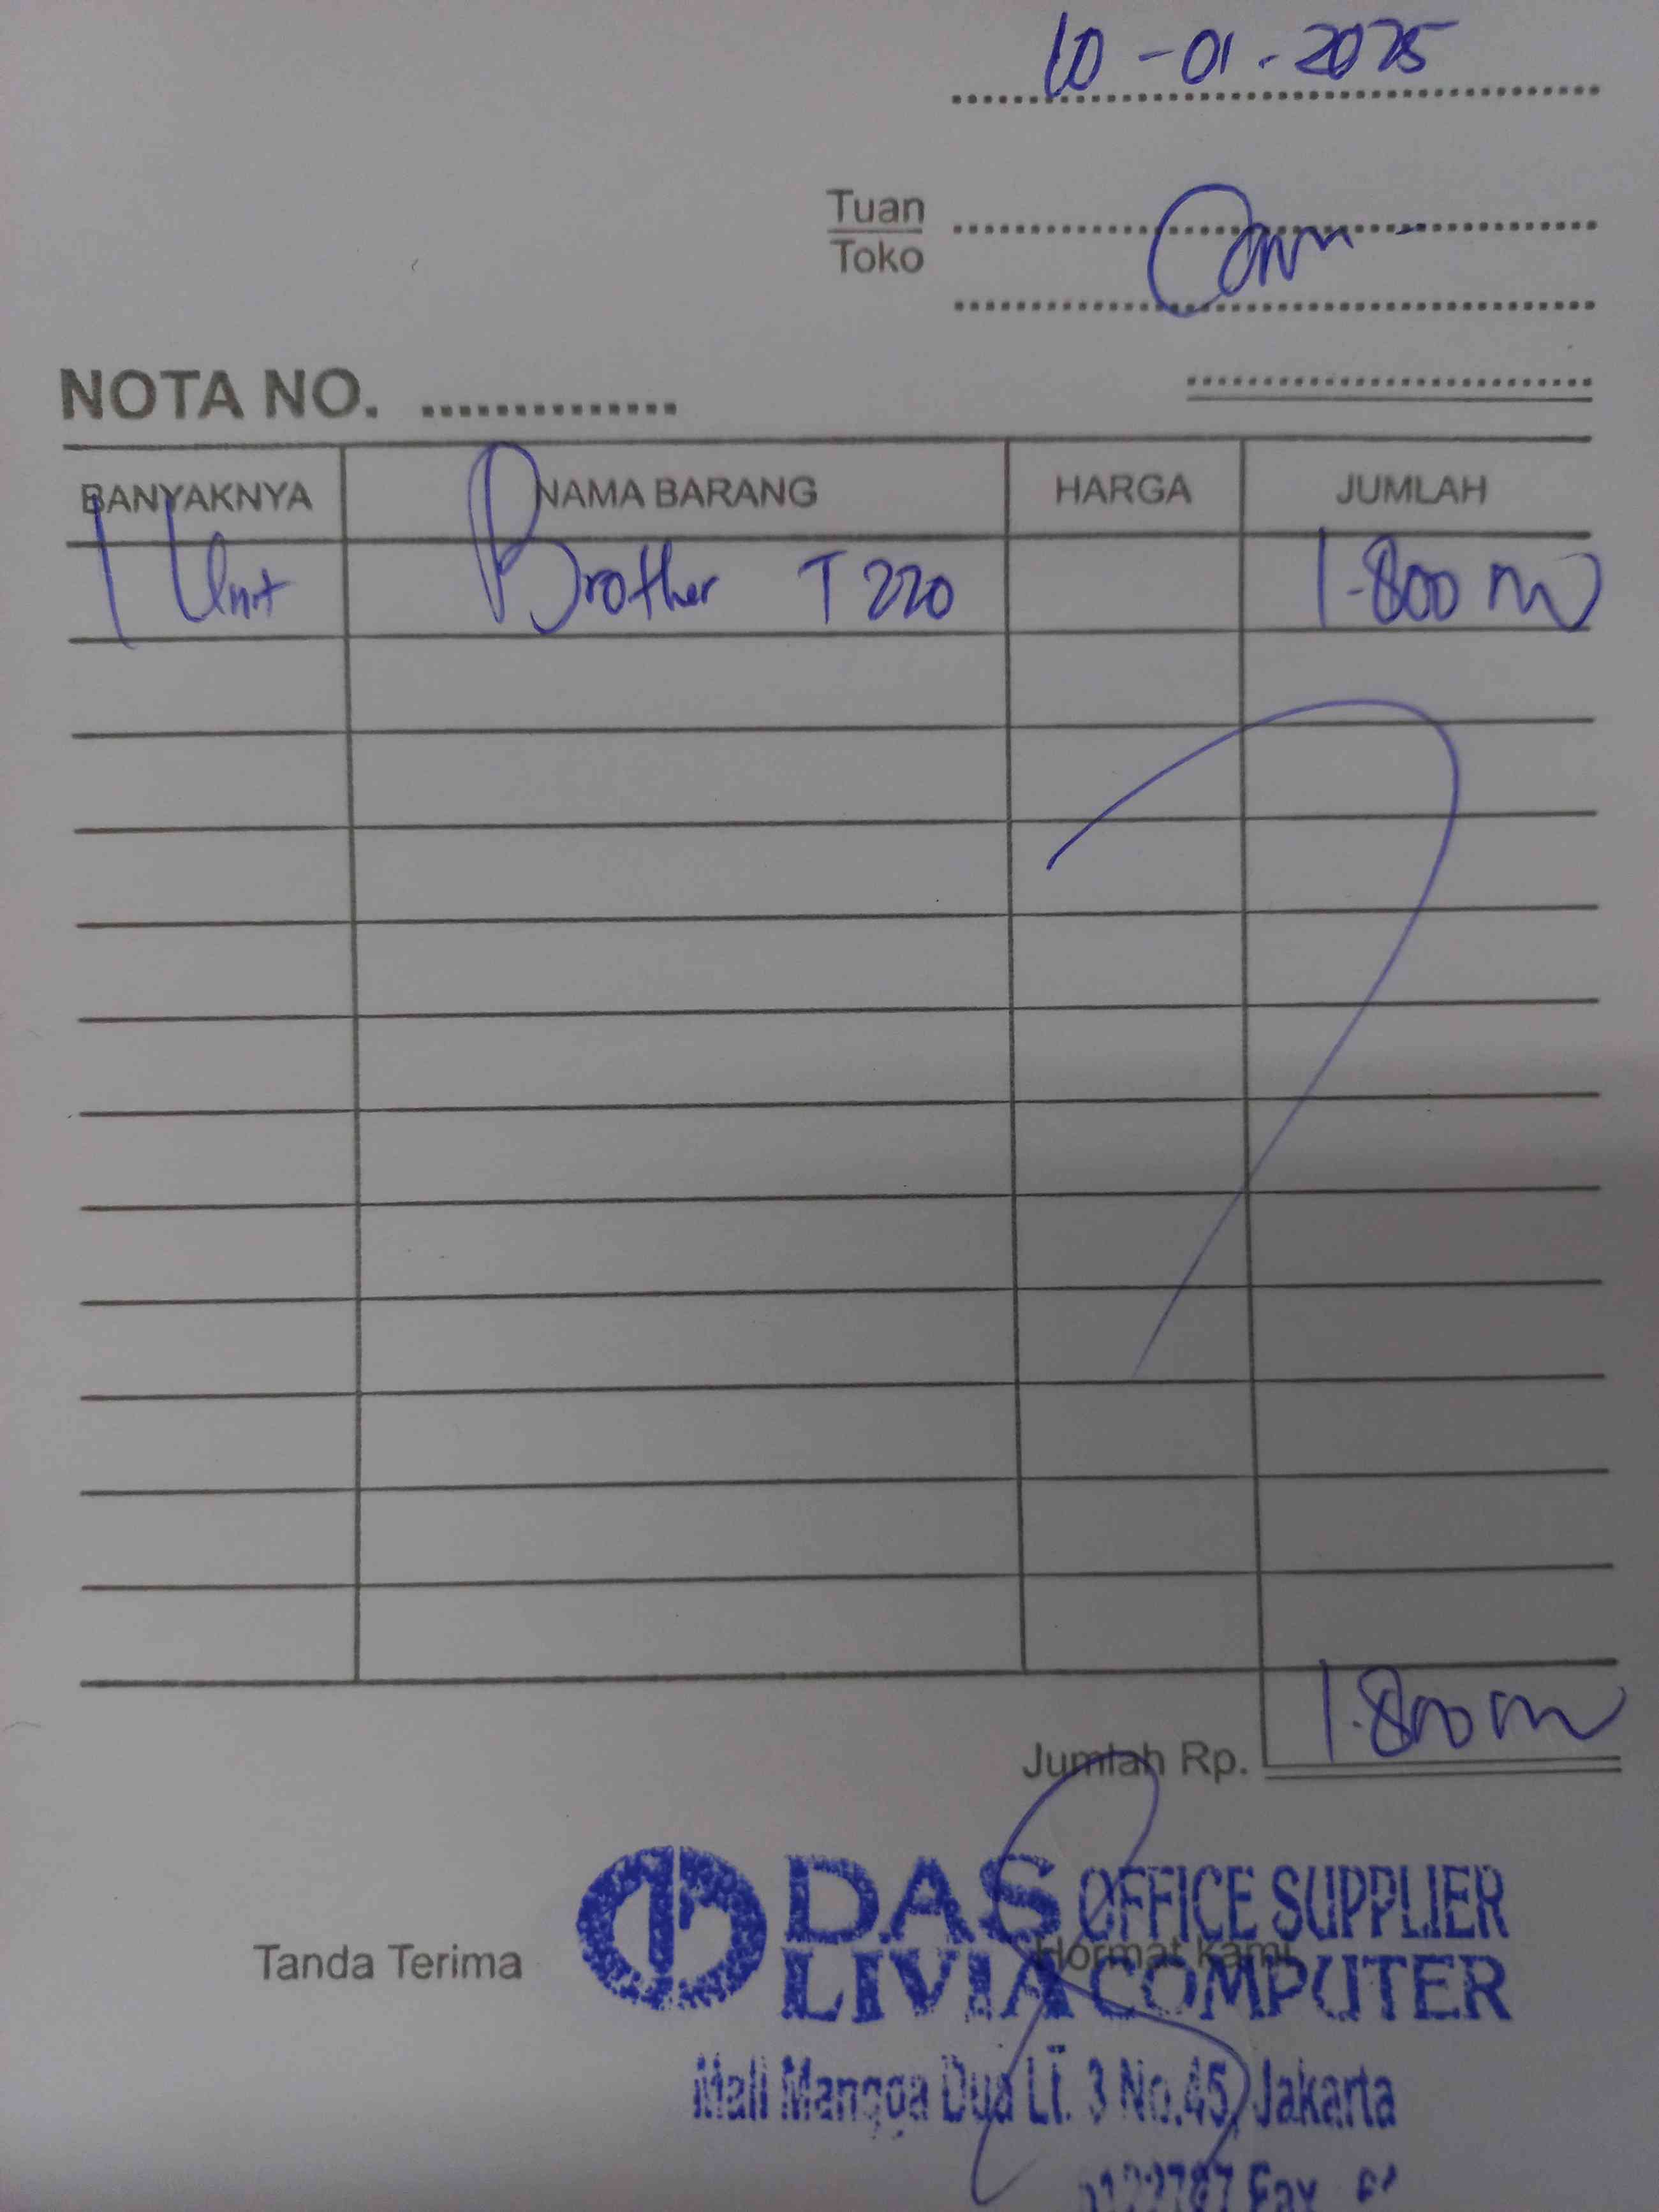 10 - 01 - 2025
Tuan
Toko
NOTA NO. ..............
BANYAKNYA NAMA BARANG HARGA JUMLAH
1 Unit Brother T220 1.800
Jumlah Rp. 1.800
DAS OFFICE SUPPLIER
Tanda Terima Hormat Kami
LIVIA COMPUTER
Mall Mangga Dua Lt. 3 No.45, Jakarta
Fax